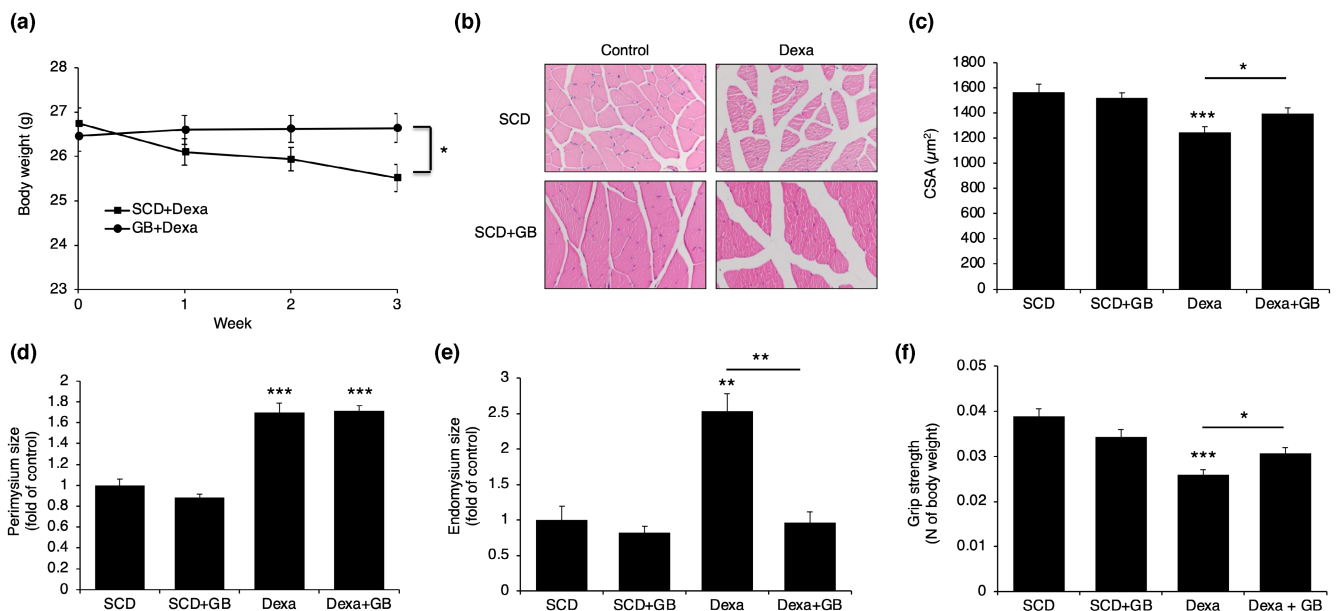 (a)
28
27
26
25
24
23
Body weight (g)
SCD+Dexa
GB+Dexa
*
0
1
2
3
Week
(b)
Control
Dexa
SCD
SCD+GB
(c)
1800
1600
1400
1200
1000
800
600
400
200
0
CSA (µm²)
***
*
SCD
SCD+GB
Dexa
Dexa+GB
(d)
2
1.8
1.6
1.4
1.2
1
0.8
0.6
0.4
0.2
0
Perimysium size
(fold of control)
***
***
SCD
SCD+GB
Dexa
Dexa+GB
(e)
3
2.5
2
1.5
1
0.5
0
Endomysium size
(fold of control)
**
**
SCD
SCD+GB
Dexa
Dexa+GB
(f)
0.05
0.04
0.03
0.02
0.01
0
Grip strength
(N of body weight)
***
*
SCD
SCD+GB
Dexa
Dexa + GB